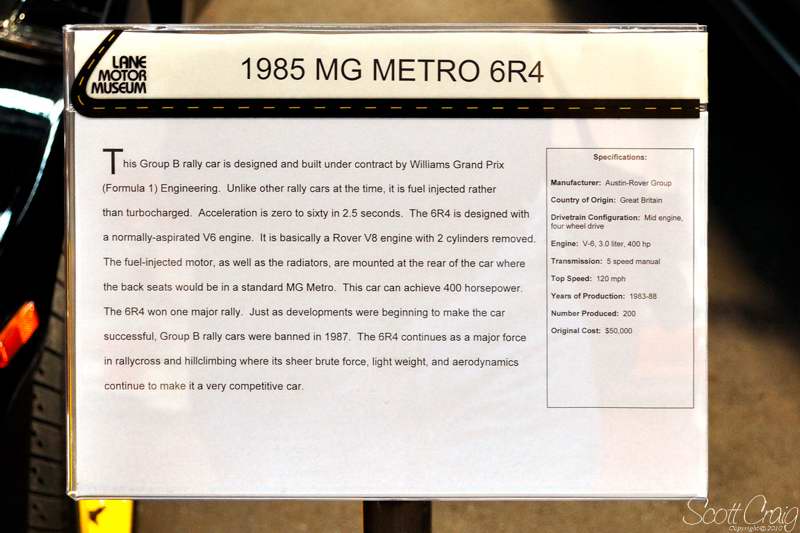 LANE
MOTOR
MUSEUM
1985 MG METRO 6R4
This Group B rally car is designed and built under contract by Williams Grand Prix
(Formula 1) Engineering. Unlike other rally cars at the time, it is fuel injected rather
than turbocharged. Acceleration is zero to sixty in 2.5 seconds. The 6R4 is designed with
a normally-aspirated V6 engine. It is basically a Rover V8 engine with 2 cylinders removed.
The fuel-injected motor, as well as the radiators, are mounted at the rear of the car where
the back seats would be in a standard MG Metro. This car can achieve 400 horsepower.
The 6R4 won one major rally. Just as developments were beginning to make the car
successful, Group B rally cars were banned in 1987. The 6R4 continues as a major force
in rallycross and hillclimbing where its sheer brute force, light weight, and aerodynamics
continue to make it a very competitive car.
Specifications:
Manufacturer: Austin-Rover Group
Country of Origin: Great Britain
Drivetrain Configuration: Mid engine,
four wheel drive
Engine: V-6, 3.0 liter, 400 hp
Transmission: 5 speed manual
Top Speed: 120 mph
Years of Production: 1983-88
Number Produced: 200
Original Cost: $50,000
Scott Craig
Copyright © 2010